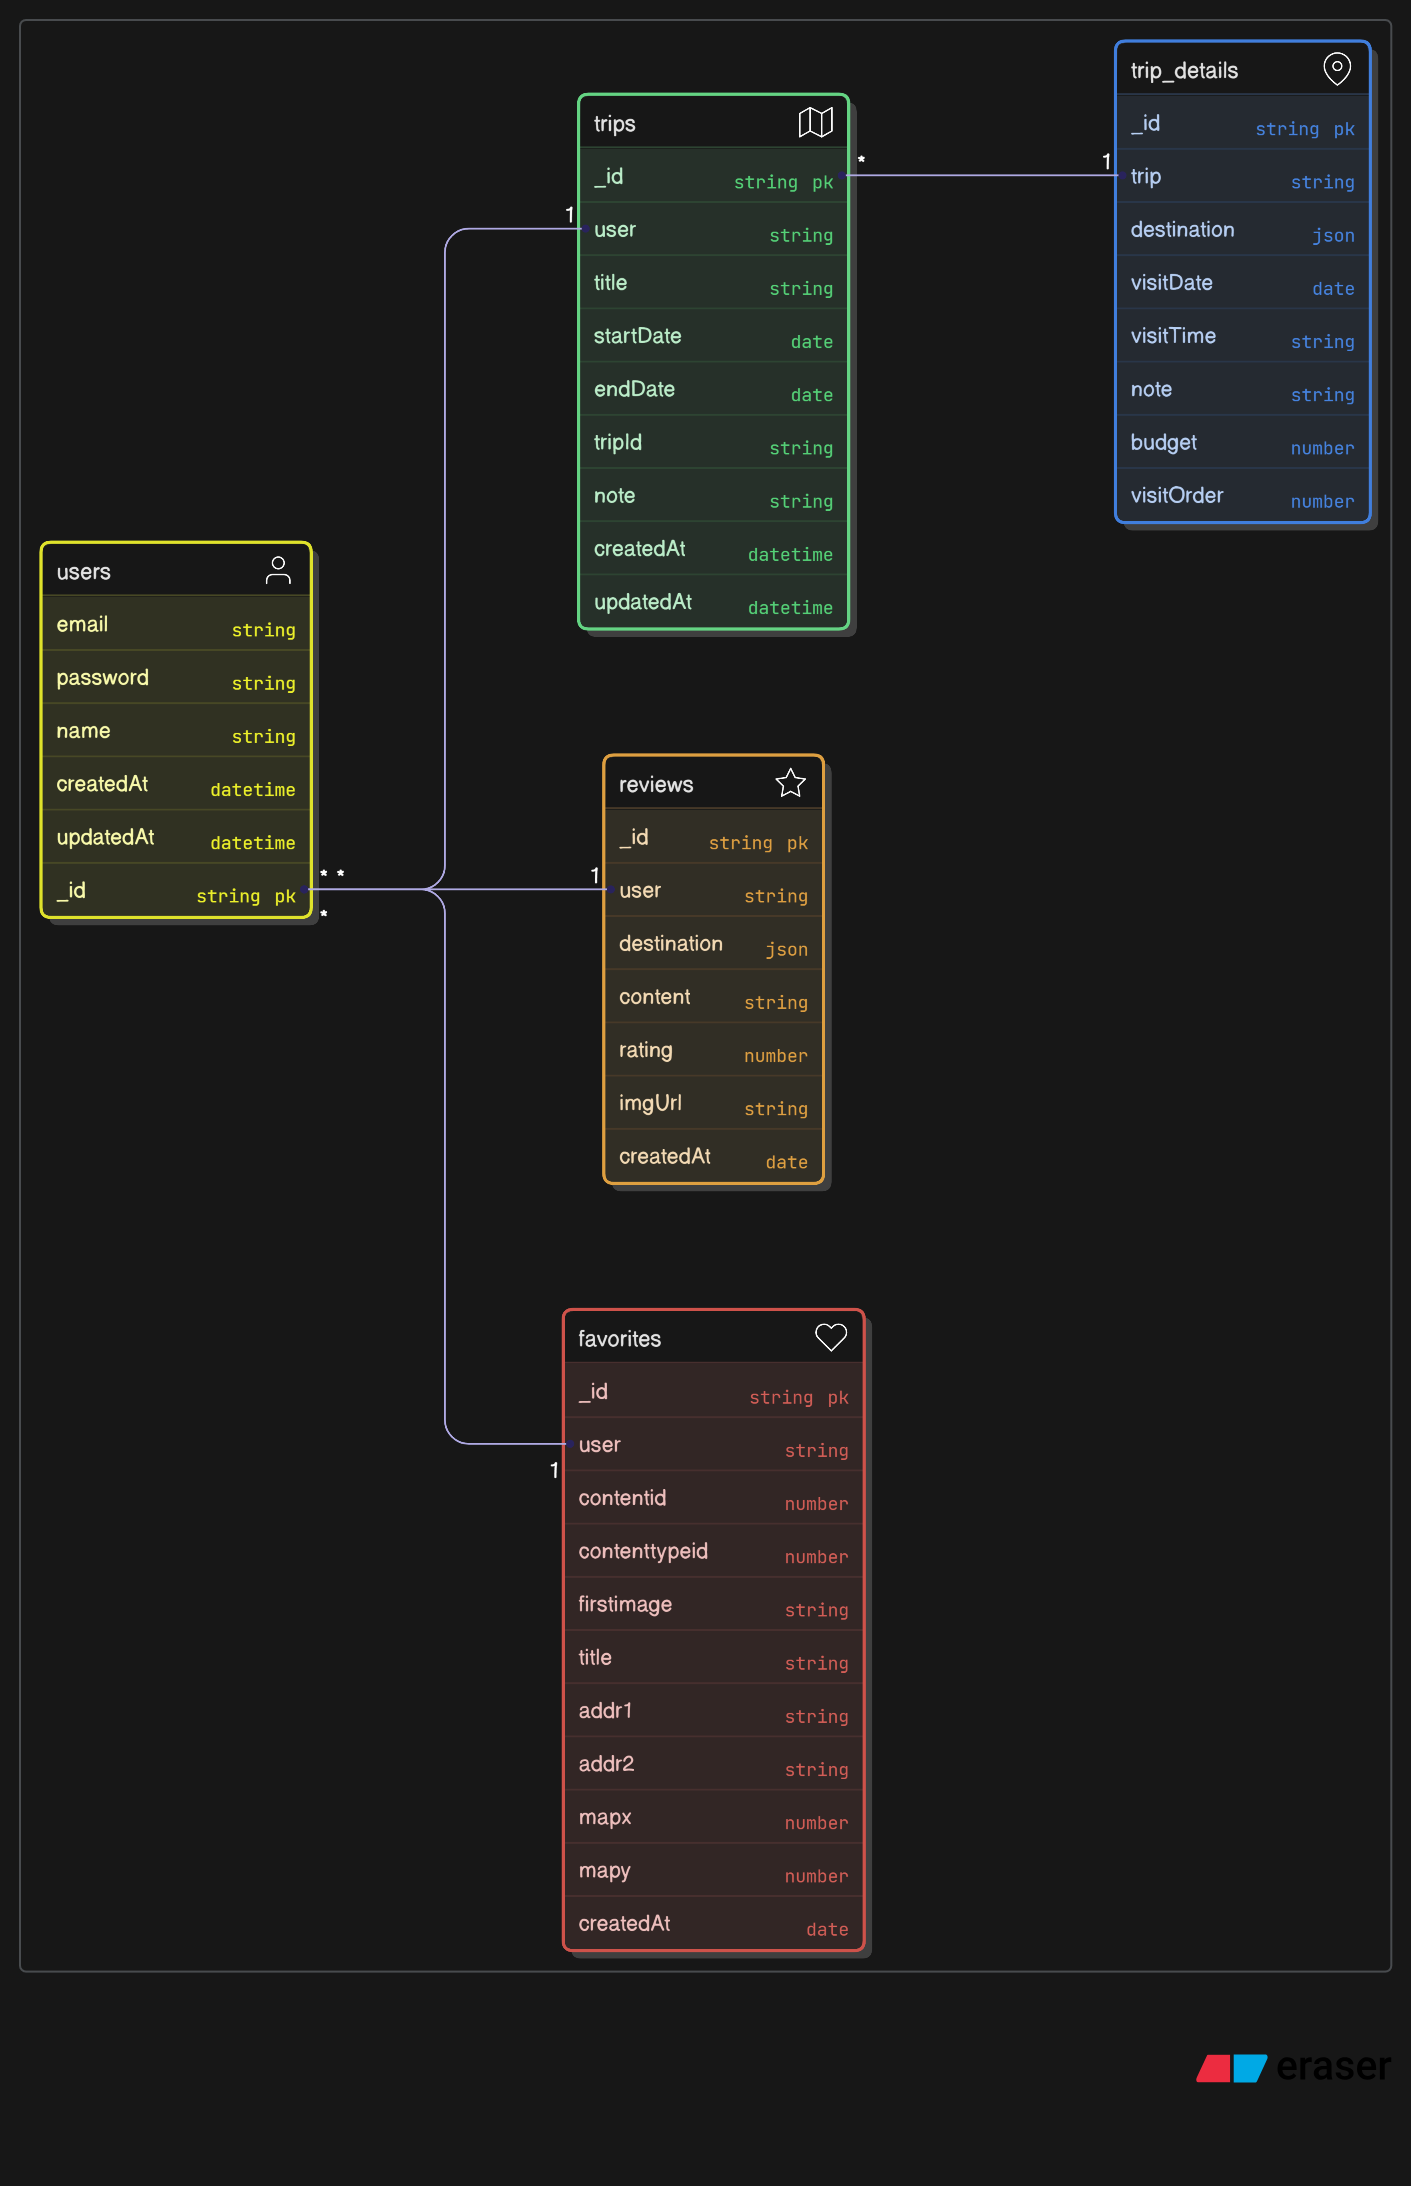 trip_details
_id string pk
trip string
destination json
visitDate date
visitTime string
note string
budget number
visitOrder number
trips
_id string pk
user string
title string
startDate date
endDate date
tripId string
note string
createdAt datetime
updatedAt datetime
* 1
1
users
email string
password string
name string
createdAt datetime
updatedAt datetime
_id string pk
* *
*
1
reviews
_id string pk
user string
destination json
content string
rating number
imgUrl string
createdAt date
1
favorites
_id string pk
user string
contentid number
contenttypeid number
firstimage string
title string
addr1 string
addr2 string
mapx number
mapy number
createdAt date
eraser